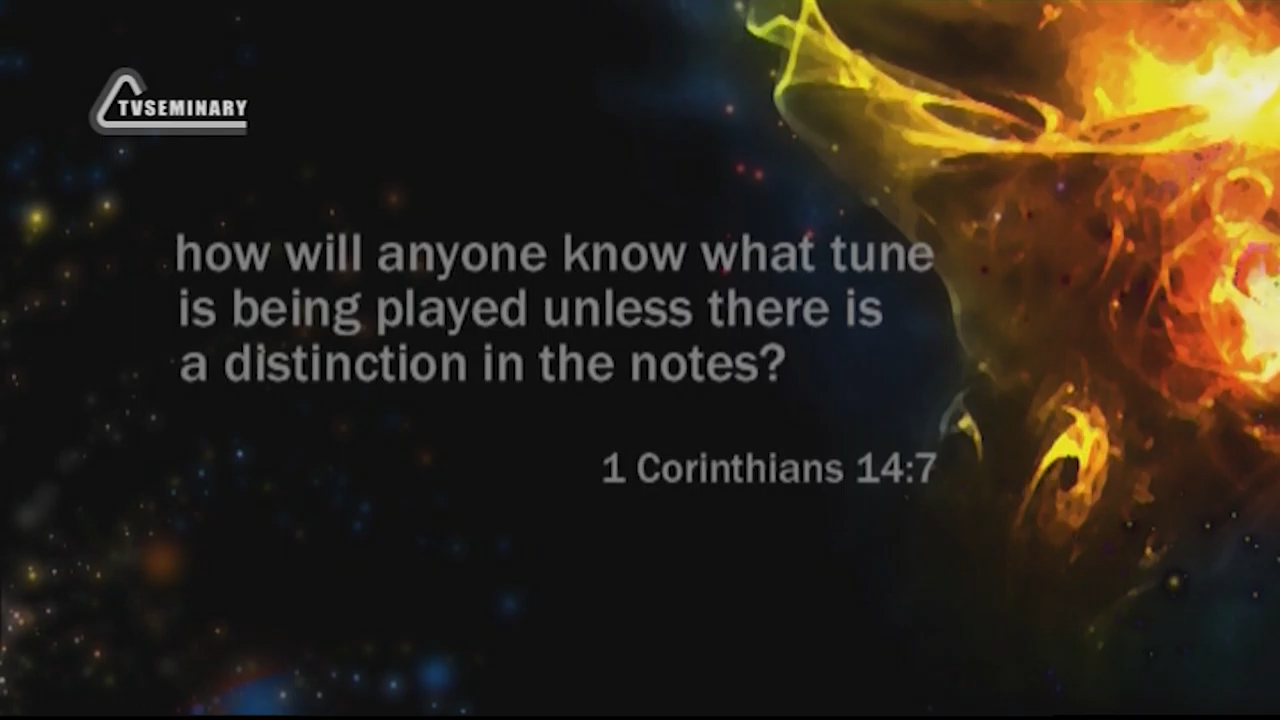 TVSEMINARY
how will anyone know what tune
is being played unless there is
a distinction in the notes?
1 Corinthians 14:7